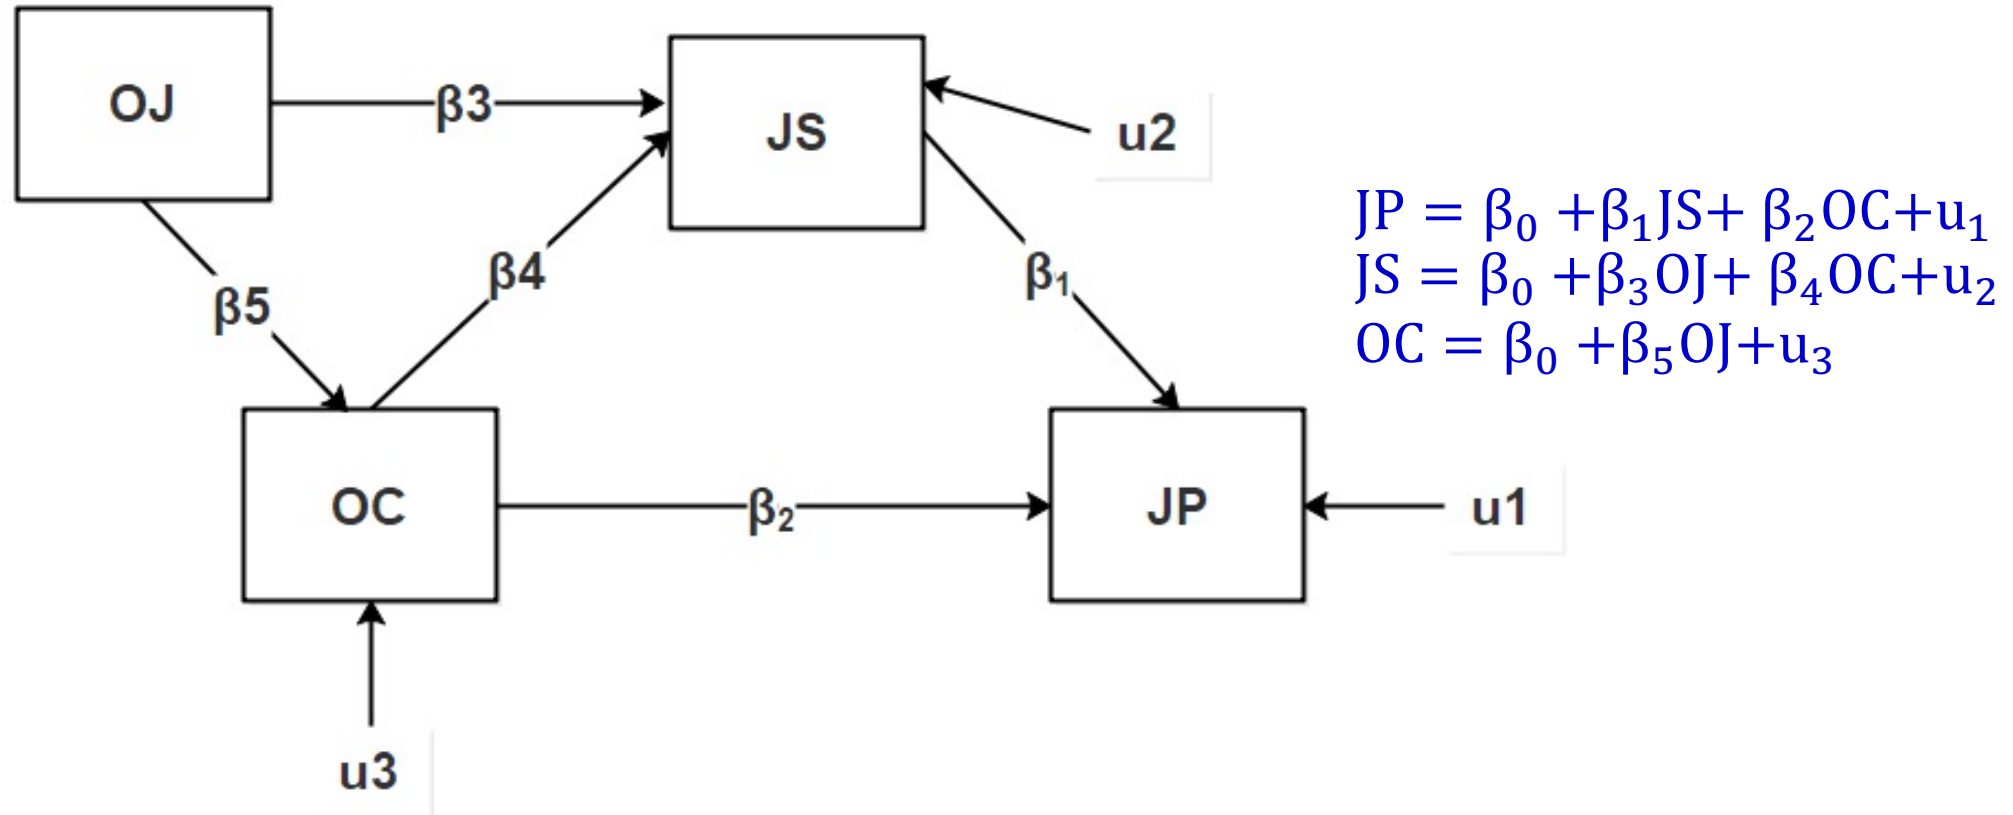 OJ
β3
JS
u2
β5
β4
β₁
JP = β₀ +β₁JS+ β₂OC+u₁
JS = β₀ +β₃OJ+ β₄OC+u₂
OC = β₀ +β₅OJ+u₃
OC
β₂
JP
u1
u3